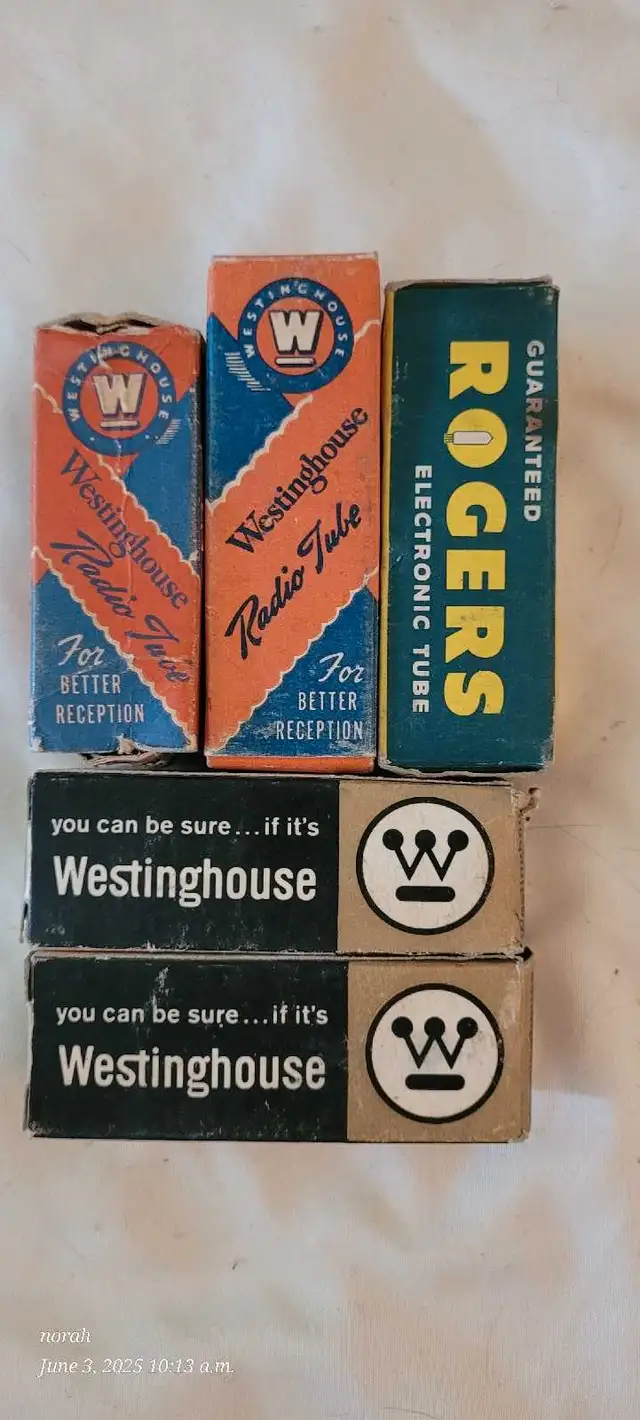 WESTINGHOUSE
W
Westinghouse
Radio Tube
For
BETTER
RECEPTION
WESTINGHOUSE
W
Westinghouse
Radio Tube
For
BETTER
RECEPTION
GUARANTEED
ROGERS
ELECTRONIC TUBE
you can be sure...if it's
Westinghouse
W
you can be sure...if it's
Westinghouse
W
norah
June 3, 2025 10:13 a.m.